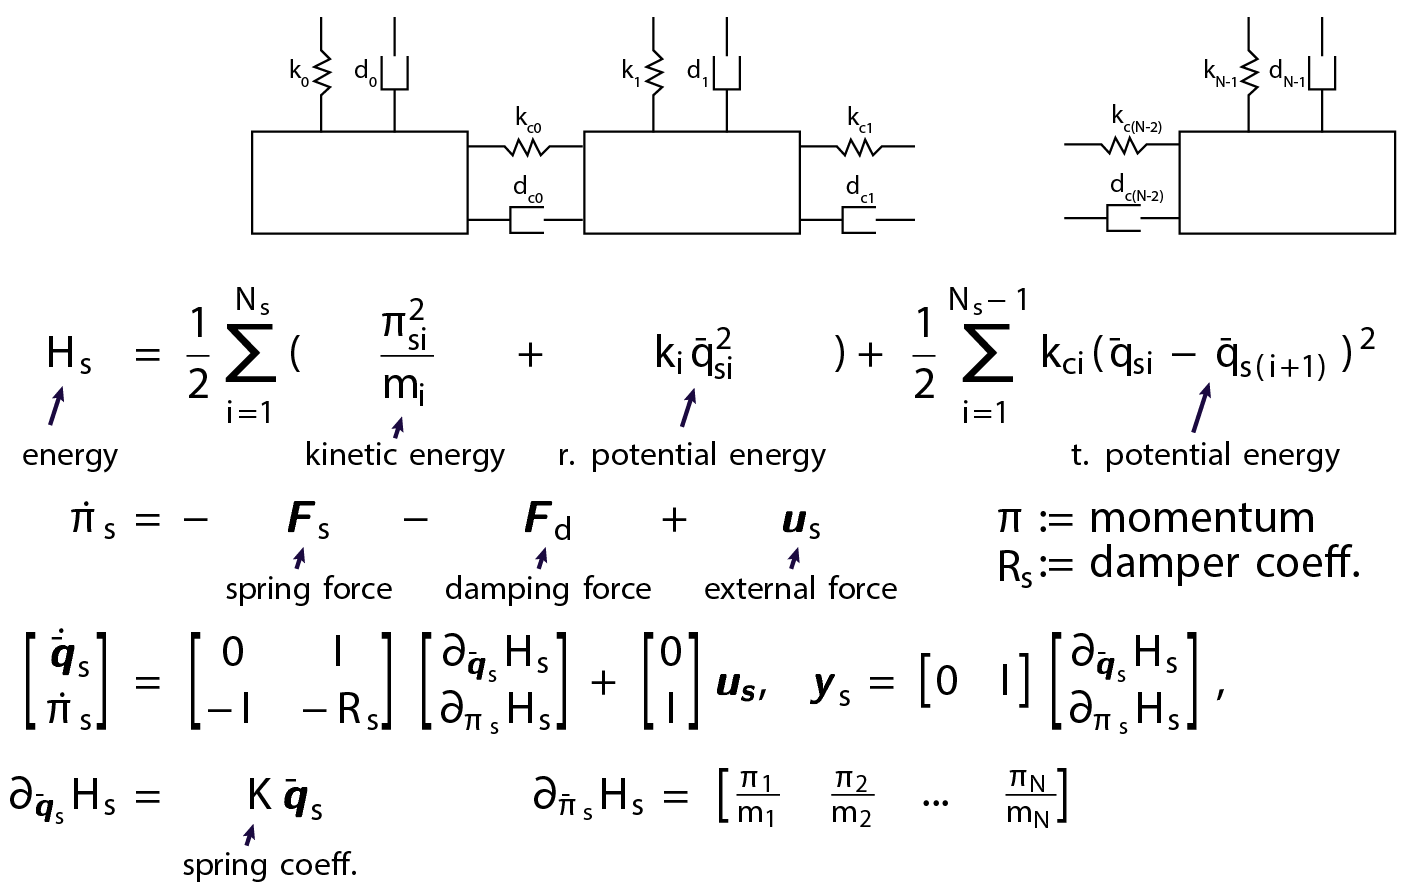 k₀ d₀ k₁ d₁ k_N-1 d_N-1
k_c0 k_c1 k_c(N-2)
d_c0 d_c1 d_c(N-2)
H_s = 1/2 ∑_{i=1}^{N_s} ( π_si²/m_i + k_i q̄_si² ) + 1/2 ∑_{i=1}^{N_s−1} k_ci (q̄_si − q̄_s(i+1))²
energy kinetic energy r. potential energy t. potential energy
π̇_s = − F_s − F_d + u_s π := momentum
R_s := damper coeff.
spring force damping force external force
[q̄̇_s; π̇_s] = [0 I; −I −R_s] [∂_q̄_s H_s; ∂_π_s H_s] + [0; I] u_s, y_s = [0 I] [∂_q̄_s H_s; ∂_π_s H_s] ,
∂_q̄_s H_s = K q̄_s ∂_π̄_s H_s = [π₁/m₁ π₂/m₂ ... π_N/m_N]
spring coeff.